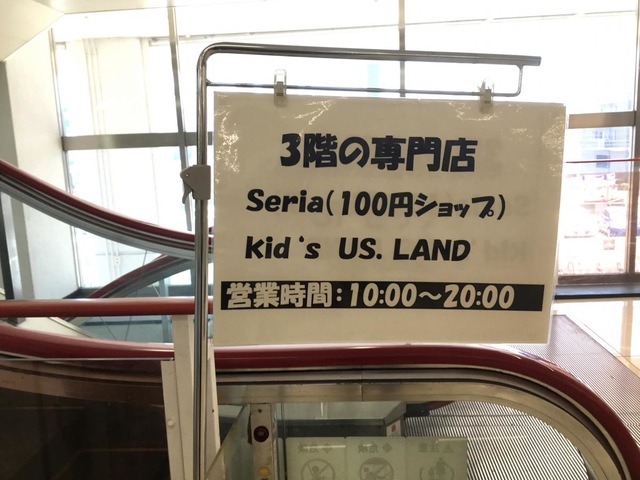 3階の専門店
Seria(100円ショップ)
kid's US. LAND
営業時間:10:00～20:00